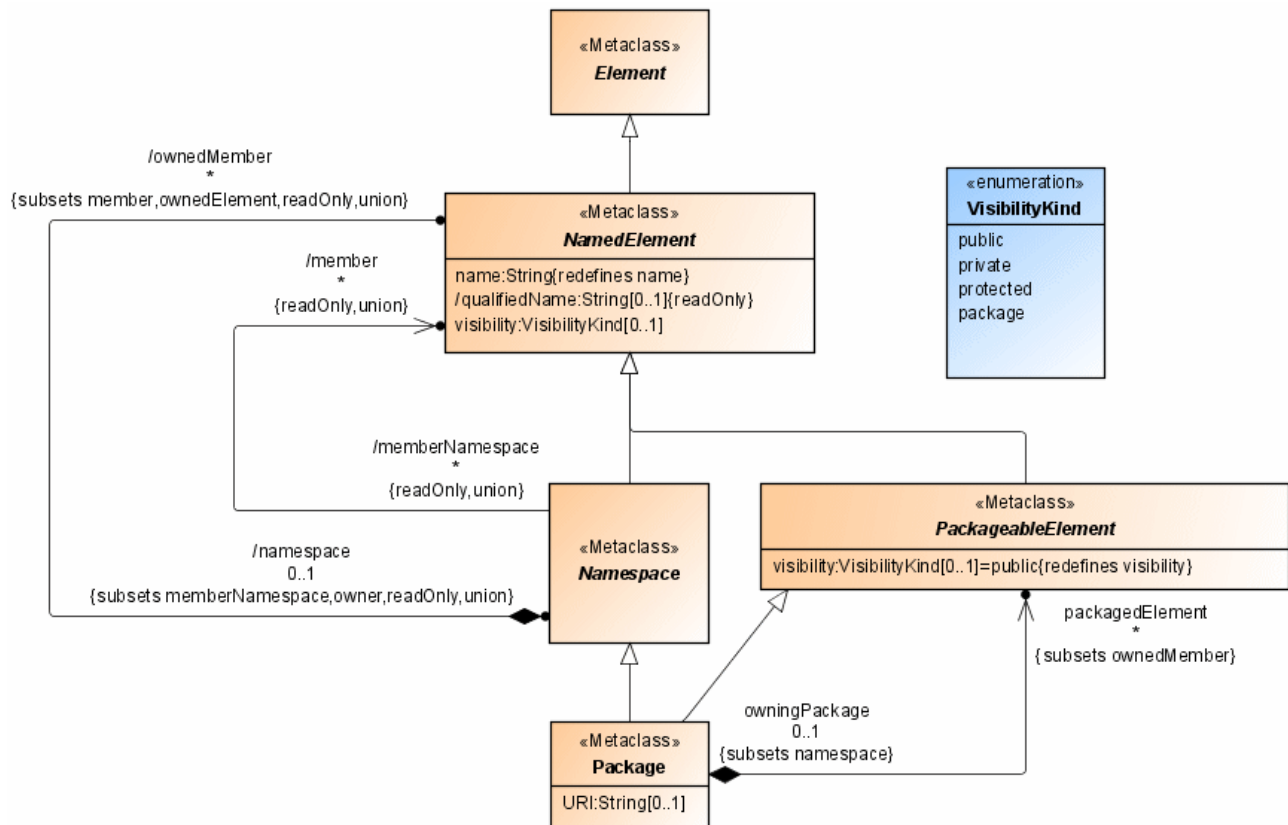 «Metaclass»
Element
/ownedMember
*
{subsets member,ownedElement,readOnly,union}
«Metaclass»
NamedElement
name:String{redefines name}
/qualifiedName:String[0..1]{readOnly}
visibility:VisibilityKind[0..1]
«enumeration»
VisibilityKind
public
private
protected
package
/member
*
{readOnly,union}
/memberNamespace
*
{readOnly,union}
/namespace
0..1
{subsets memberNamespace,owner,readOnly,union}
«Metaclass»
Namespace
«Metaclass»
PackageableElement
visibility:VisibilityKind[0..1]=public{redefines visibility}
packagedElement
*
{subsets ownedMember}
owningPackage
0..1
{subsets namespace}
«Metaclass»
Package
URI:String[0..1]